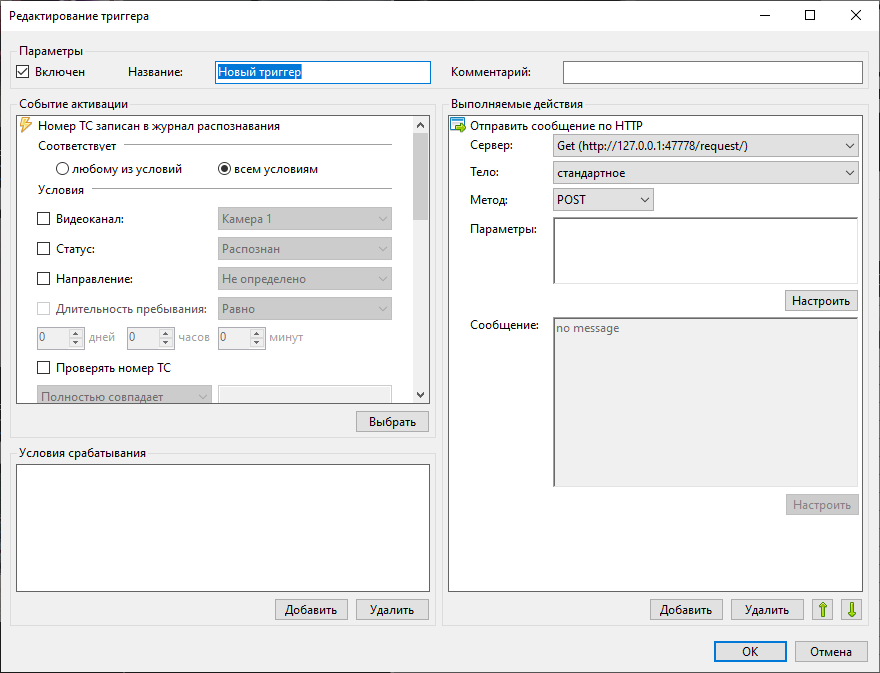 Редактирование триггера
Параметры
Включен Название: Новый триггер Комментарий:
Событие активации
Номер ТС записан в журнал распознавания
Соответствует
любому из условий всем условиям
Условия
Видеоканал: Камера 1
Статус: Распознан
Направление: Не определено
Длительность пребывания: Равно
0 дней 0 часов 0 минут
Проверять номер ТС
Полностью совпадает
Выбрать
Условия срабатывания
Добавить Удалить
Выполняемые действия
Отправить сообщение по HTTP
Сервер: Get (http://127.0.0.1:47778/request/)
Тело: стандартное
Метод: POST
Параметры:
Настроить
Сообщение: no message
Настроить
Добавить Удалить
ОК Отмена